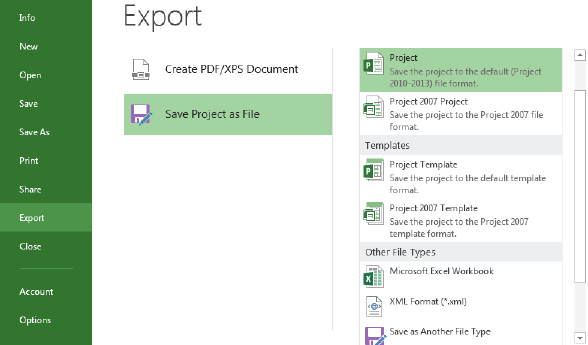 Export
Info
New
Open
Save
Save As
Print
Share
Export
Close
Account
Options
Create PDF/XPS Document
Save Project as File
Project
Save the project to the default (Project
2010-2013) file format.
Project 2007 Project
Save the project to the Project 2007 file
format.
Templates
Project Template
Save the project to the default template
format.
Project 2007 Template
Save the project to the Project 2007
template format.
Other File Types
Microsoft Excel Workbook
XML Format (*.xml)
Save as Another File Type